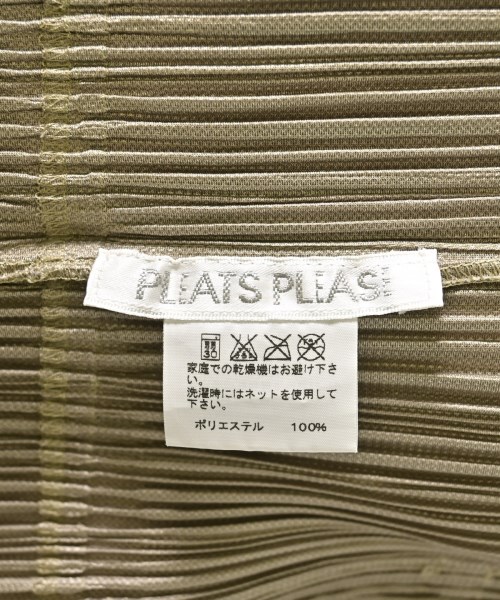 PLEATS PLEASE
30
家庭での乾燥機はお避け下さ
い。
洗濯時にはネットを使用して
下さい。
ポリエステル 100%